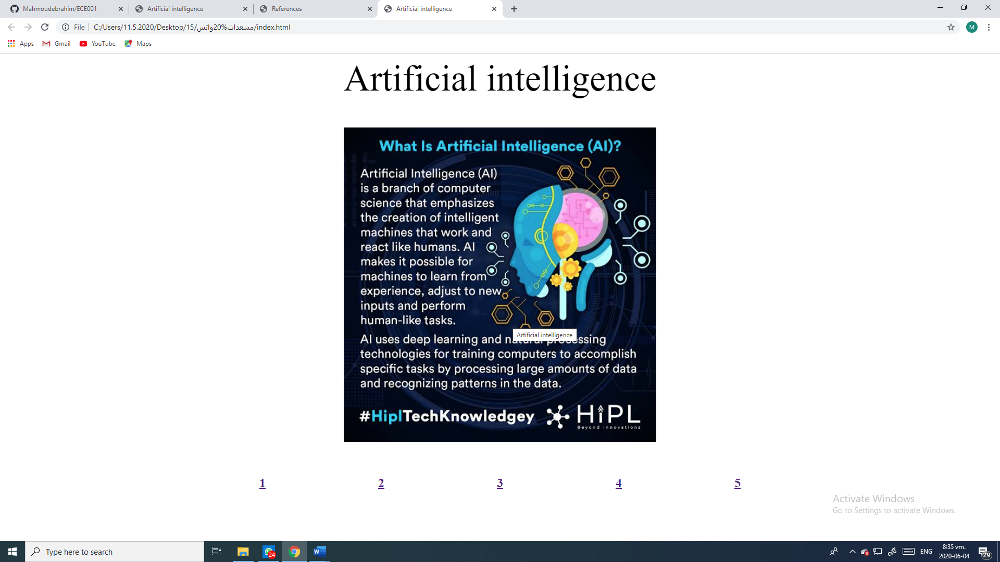 Mahmoudebrahim/ECE001
Artificial intelligence
References
Artificial intelligence
File
C:/Users/11.5.2020/Desktop/15/مسعدات%20واتس/index.html
M
Apps
Gmail
YouTube
Maps
Artificial intelligence
What Is Artificial Intelligence (AI)?
Artificial Intelligence (AI)
is a branch of computer
science that emphasizes
the creation of intelligent
machines that work and
react like humans. AI
makes it possible for
machines to learn from
experience, adjust to new
inputs and perform
human-like tasks.
Artificial intelligence
AI uses deep learning and natural processing
technologies for training computers to accomplish
specific tasks by processing large amounts of data
and recognizing patterns in the data.
#HiplTechKnowledgey
HiPL
Beyond innovations
1 2 3 4 5
Activate Windows
Go to Settings to activate Windows.
Type here to search
24
ENG
8:35 vm.
2020-06-04
29